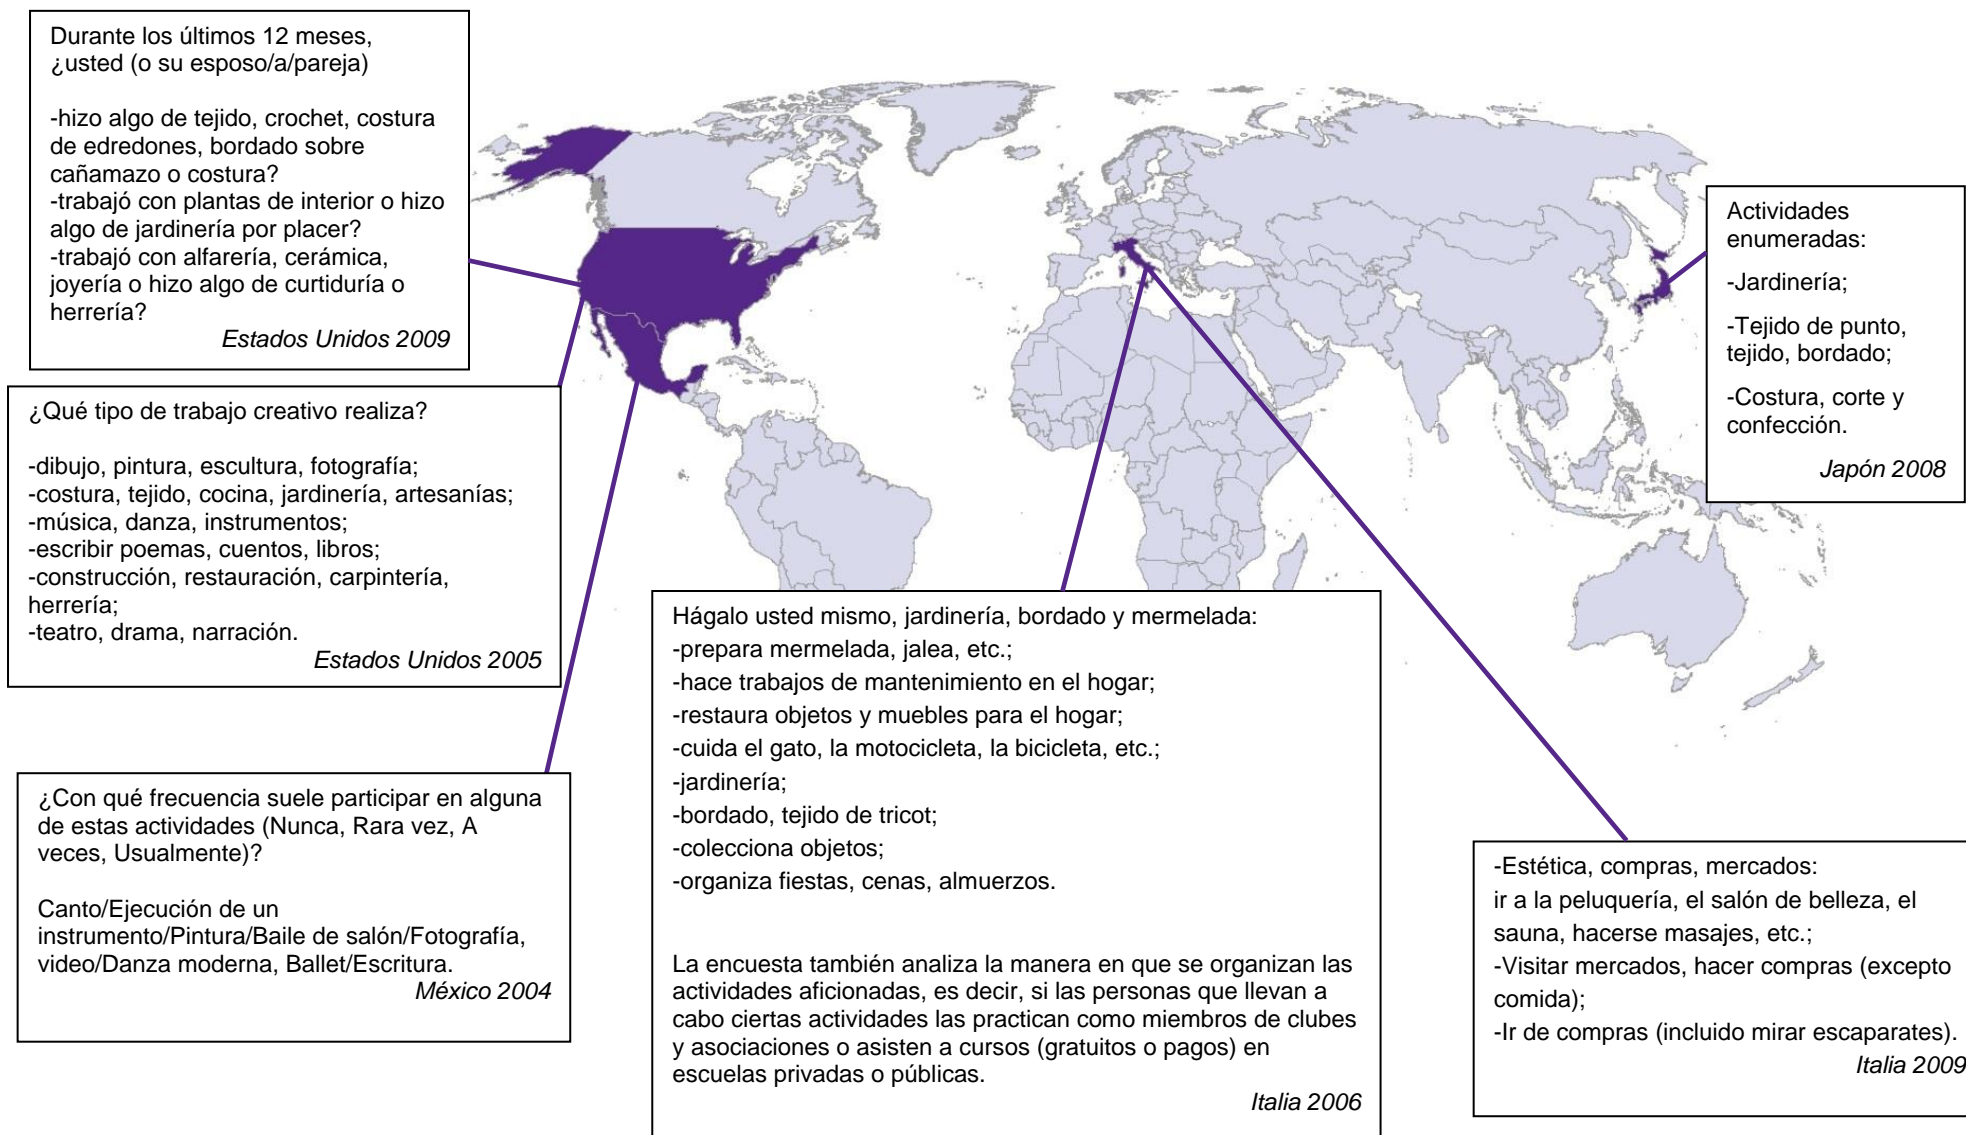 Durante los últimos 12 meses,
¿usted (o su esposo/a/pareja)
-hizo algo de tejido, crochet, costura
de edredones, bordado sobre
cañamazo o costura?
-trabajó con plantas de interior o hizo
algo de jardinería por placer?
-trabajó con alfarería, cerámica,
joyería o hizo algo de curtiduría o
herrería?
Estados Unidos 2009
¿Qué tipo de trabajo creativo realiza?
-dibujo, pintura, escultura, fotografía;
-costura, tejido, cocina, jardinería, artesanías;
-música, danza, instrumentos;
-escribir poemas, cuentos, libros;
-construcción, restauración, carpintería,
herrería;
-teatro, drama, narración.
Estados Unidos 2005
¿Con qué frecuencia suele participar en alguna
de estas actividades (Nunca, Rara vez, A
veces, Usualmente)?
Canto/Ejecución de un
instrumento/Pintura/Baile de salón/Fotografía,
video/Danza moderna, Ballet/Escritura.
México 2004
Hágalo usted mismo, jardinería, bordado y mermelada:
-prepara mermelada, jalea, etc.;
-hace trabajos de mantenimiento en el hogar;
-restaura objetos y muebles para el hogar;
-cuida el gato, la motocicleta, la bicicleta, etc.;
-jardinería;
-bordado, tejido de tricot;
-colecciona objetos;
-organiza fiestas, cenas, almuerzos.
La encuesta también analiza la manera en que se organizan las
actividades aficionadas, es decir, si las personas que llevan a
cabo ciertas actividades las practican como miembros de clubes
y asociaciones o asisten a cursos (gratuitos o pagos) en
escuelas privadas o públicas.
Italia 2006
Actividades
enumeradas:
-Jardinería;
-Tejido de punto,
tejido, bordado;
-Costura, corte y
confección.
Japón 2008
-Estética, compras, mercados:
ir a la peluquería, el salón de belleza, el
sauna, hacerse masajes, etc.;
-Visitar mercados, hacer compras (excepto
comida);
-Ir de compras (incluido mirar escaparates).
Italia 2009